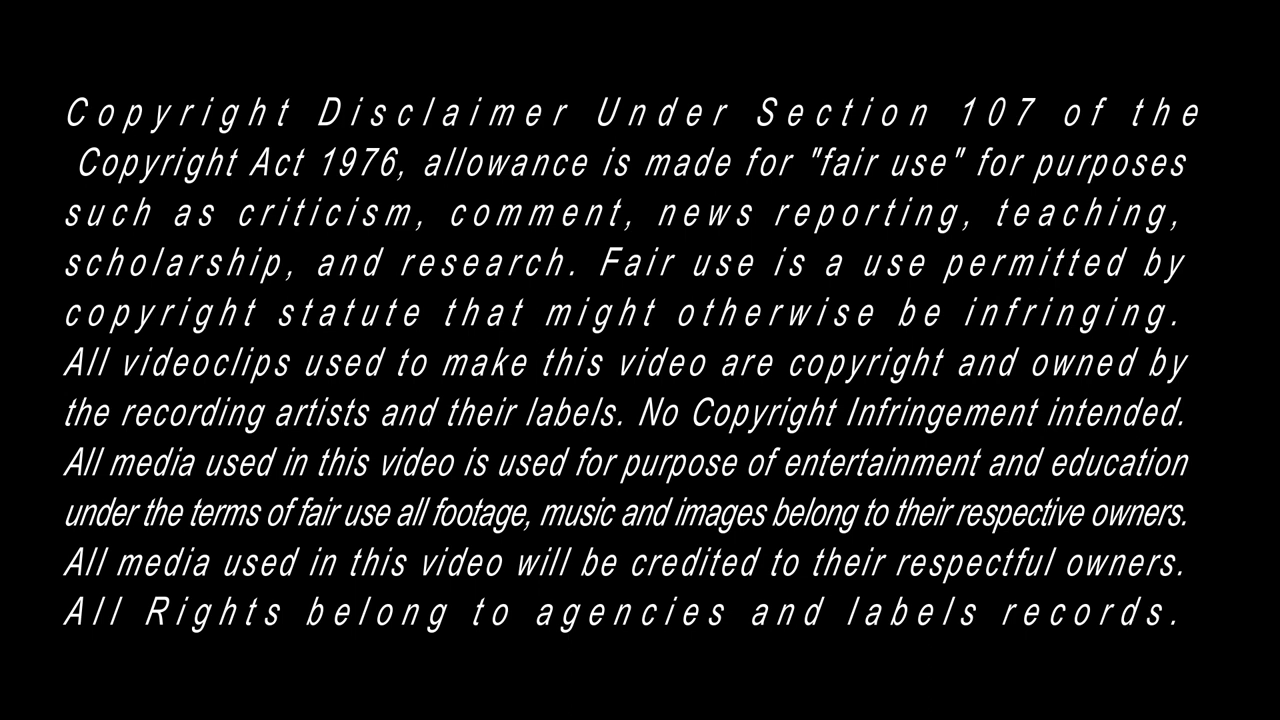 Copyright Disclaimer Under Section 107 of the
Copyright Act 1976, allowance is made for "fair use" for purposes
such as criticism, comment, news reporting, teaching,
scholarship, and research. Fair use is a use permitted by
copyright statute that might otherwise be infringing.
All videoclips used to make this video are copyright and owned by
the recording artists and their labels. No Copyright Infringement intended.
All media used in this video is used for purpose of entertainment and education
under the terms of fair use all footage, music and images belong to their respective owners.
All media used in this video will be credited to their respectful owners.
All Rights belong to agencies and labels records.